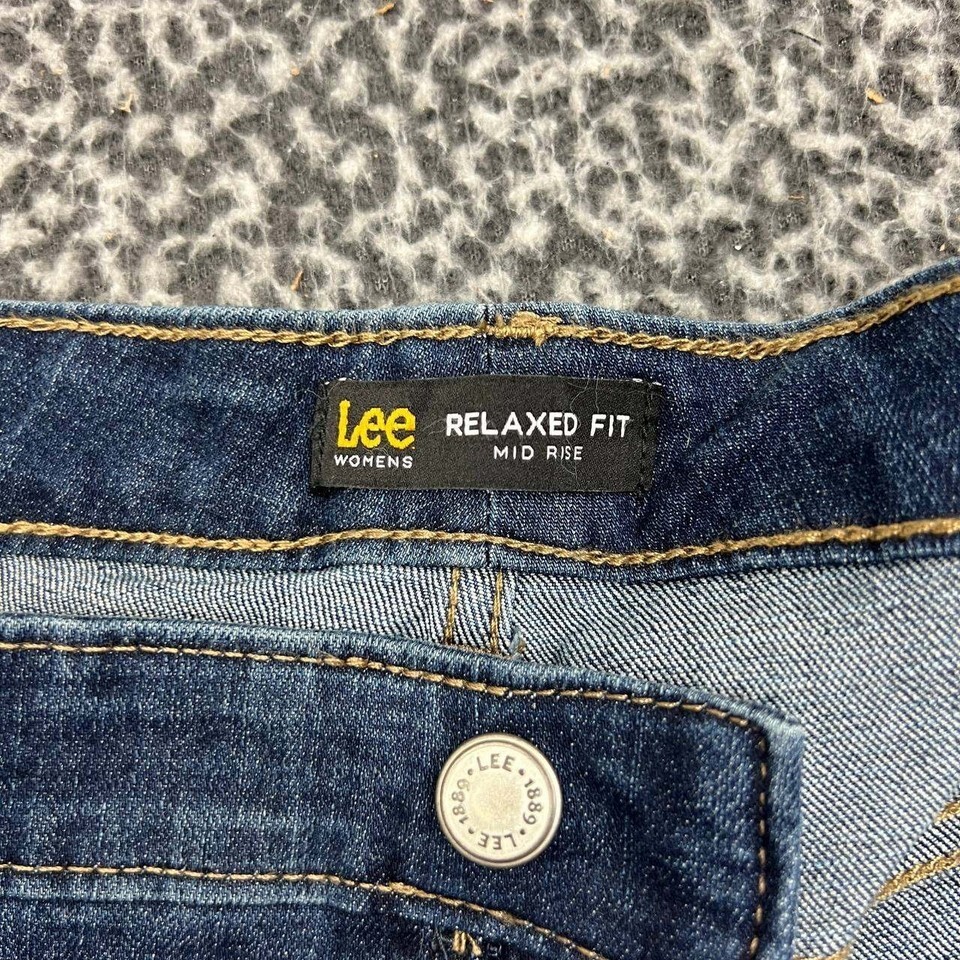 Lee RELAXED FIT
WOMENS MID RISE
LEE • 1889 • LEE • 1889 •